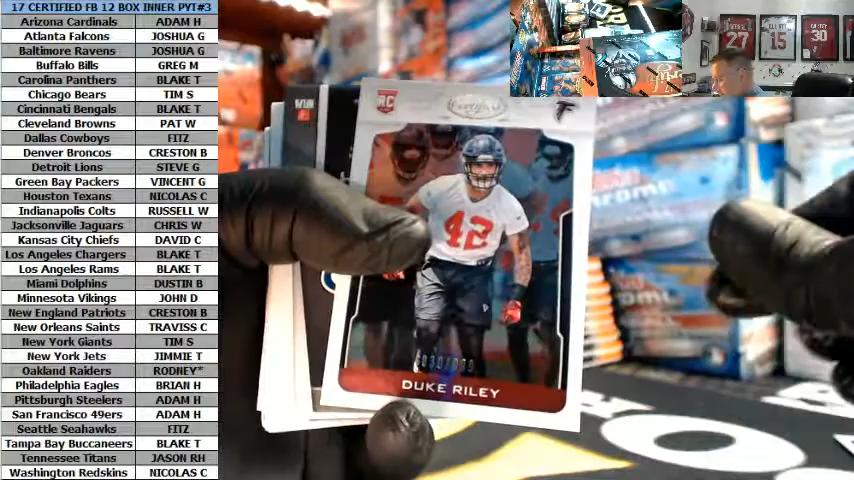 17 CERTIFIED FB 12 BOX INNER PYT#3
Arizona Cardinals ADAM H
Atlanta Falcons JOSHUA G
Baltimore Ravens JOSHUA G
Buffalo Bills GREG M
Carolina Panthers BLAKE T
Chicago Bears TIM S
Cincinnati Bengals BLAKE T
Cleveland Browns PAT W
Dallas Cowboys FITZ
Denver Broncos CRESTON B
Detroit Lions STEVE G
Green Bay Packers VINCENT G
Houston Texans NICOLAS C
Indianapolis Colts RUSSELL W
Jacksonville Jaguars CHRIS W
Kansas City Chiefs DAVID C
Los Angeles Chargers BLAKE T
Los Angeles Rams BLAKE T
Miami Dolphins DUSTIN B
Minnesota Vikings JOHN D
New England Patriots CRESTON B
New Orleans Saints TRAVISS C
New York Giants TIM S
New York Jets JIMMIE T
Oakland Raiders RODNEY*
Philadelphia Eagles BRIAN H
Pittsburgh Steelers ADAM H
San Francisco 49ers ADAM H
Seattle Seahawks FITZ
Tampa Bay Buccaneers BLAKE T
Tennessee Titans JASON RH
Washington Redskins NICOLAS C
RC
Certified
42
DUKE RILEY
27
15
30